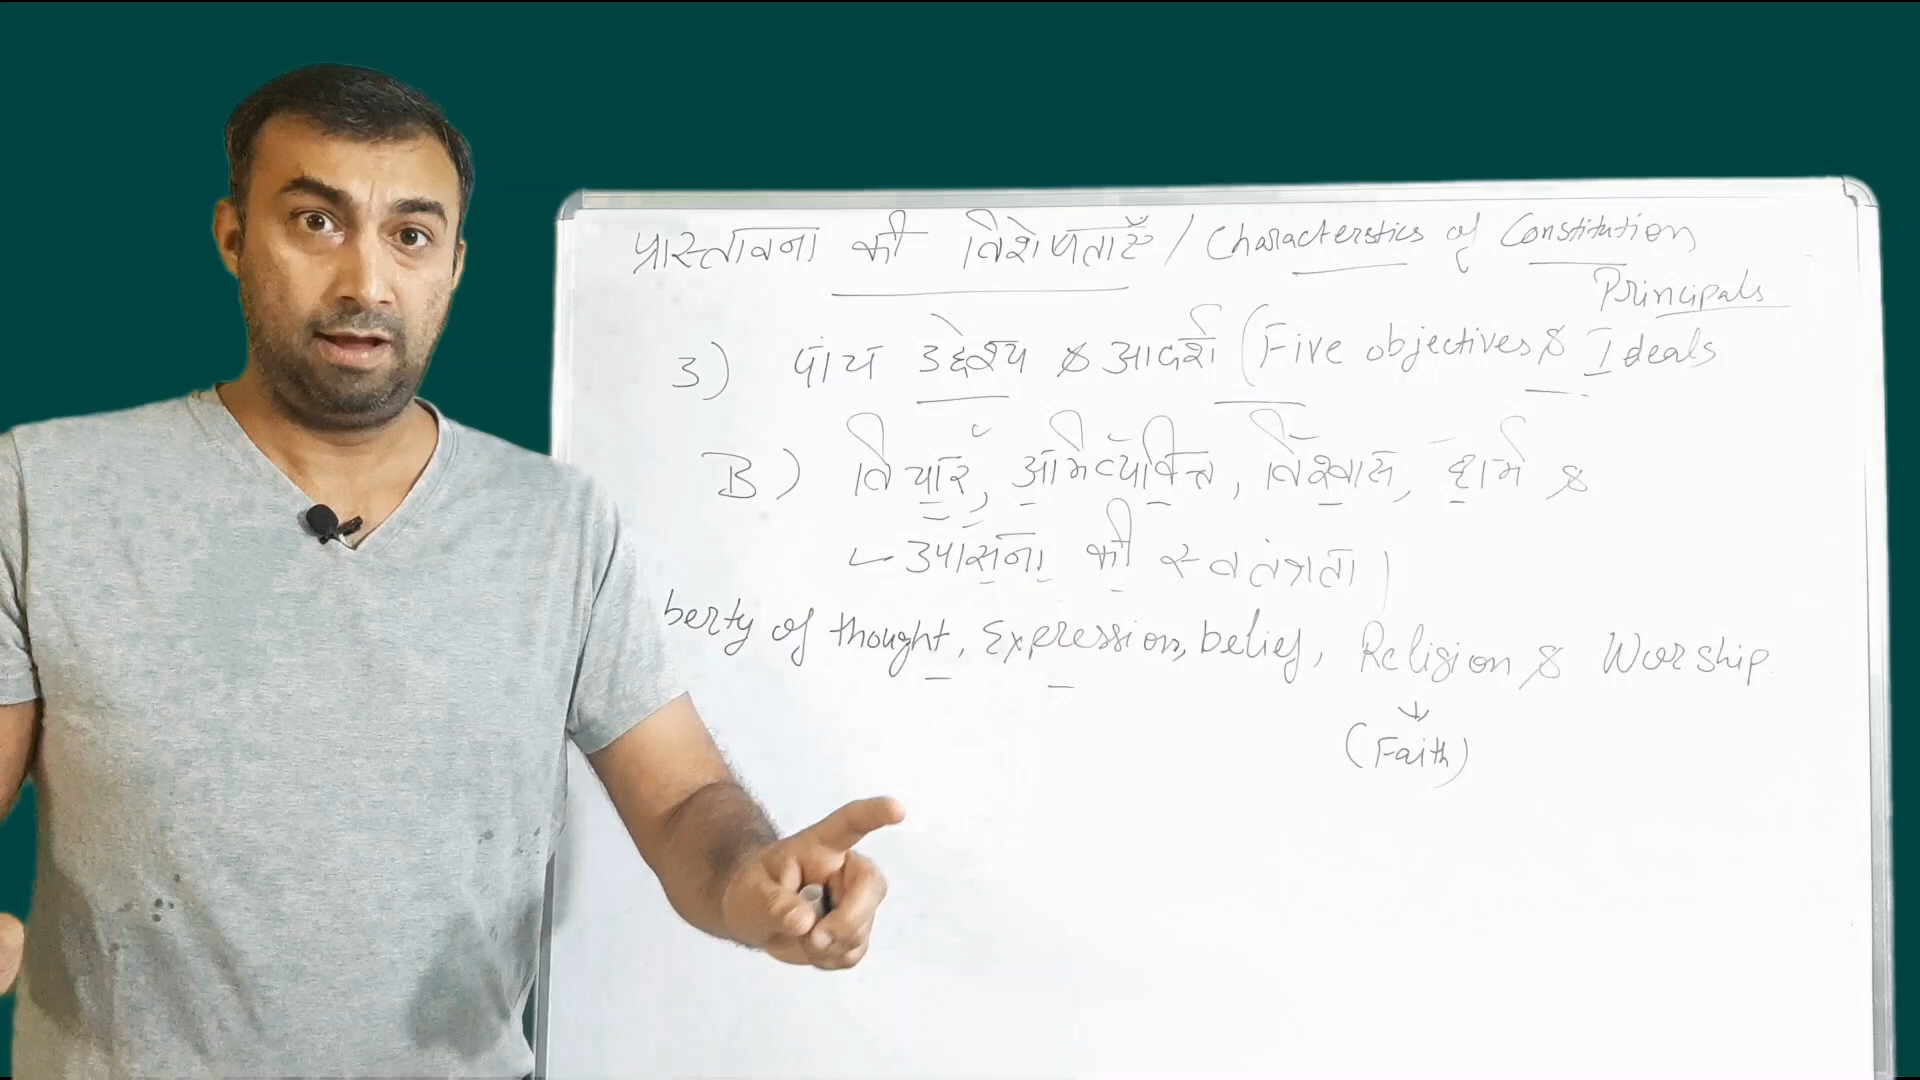 प्रास्तावना की विशेषताएँ / Characterstics of Constitution
Principals
3) पांच उद्देश्य & आदर्श (Five objectives & Ideals
B) विचार, अभिव्यक्ति, विश्वास, धर्म &
उपासना की स्वतंत्रता।
berty of thought, Expression, belief, Religion & Worship
(Faith)